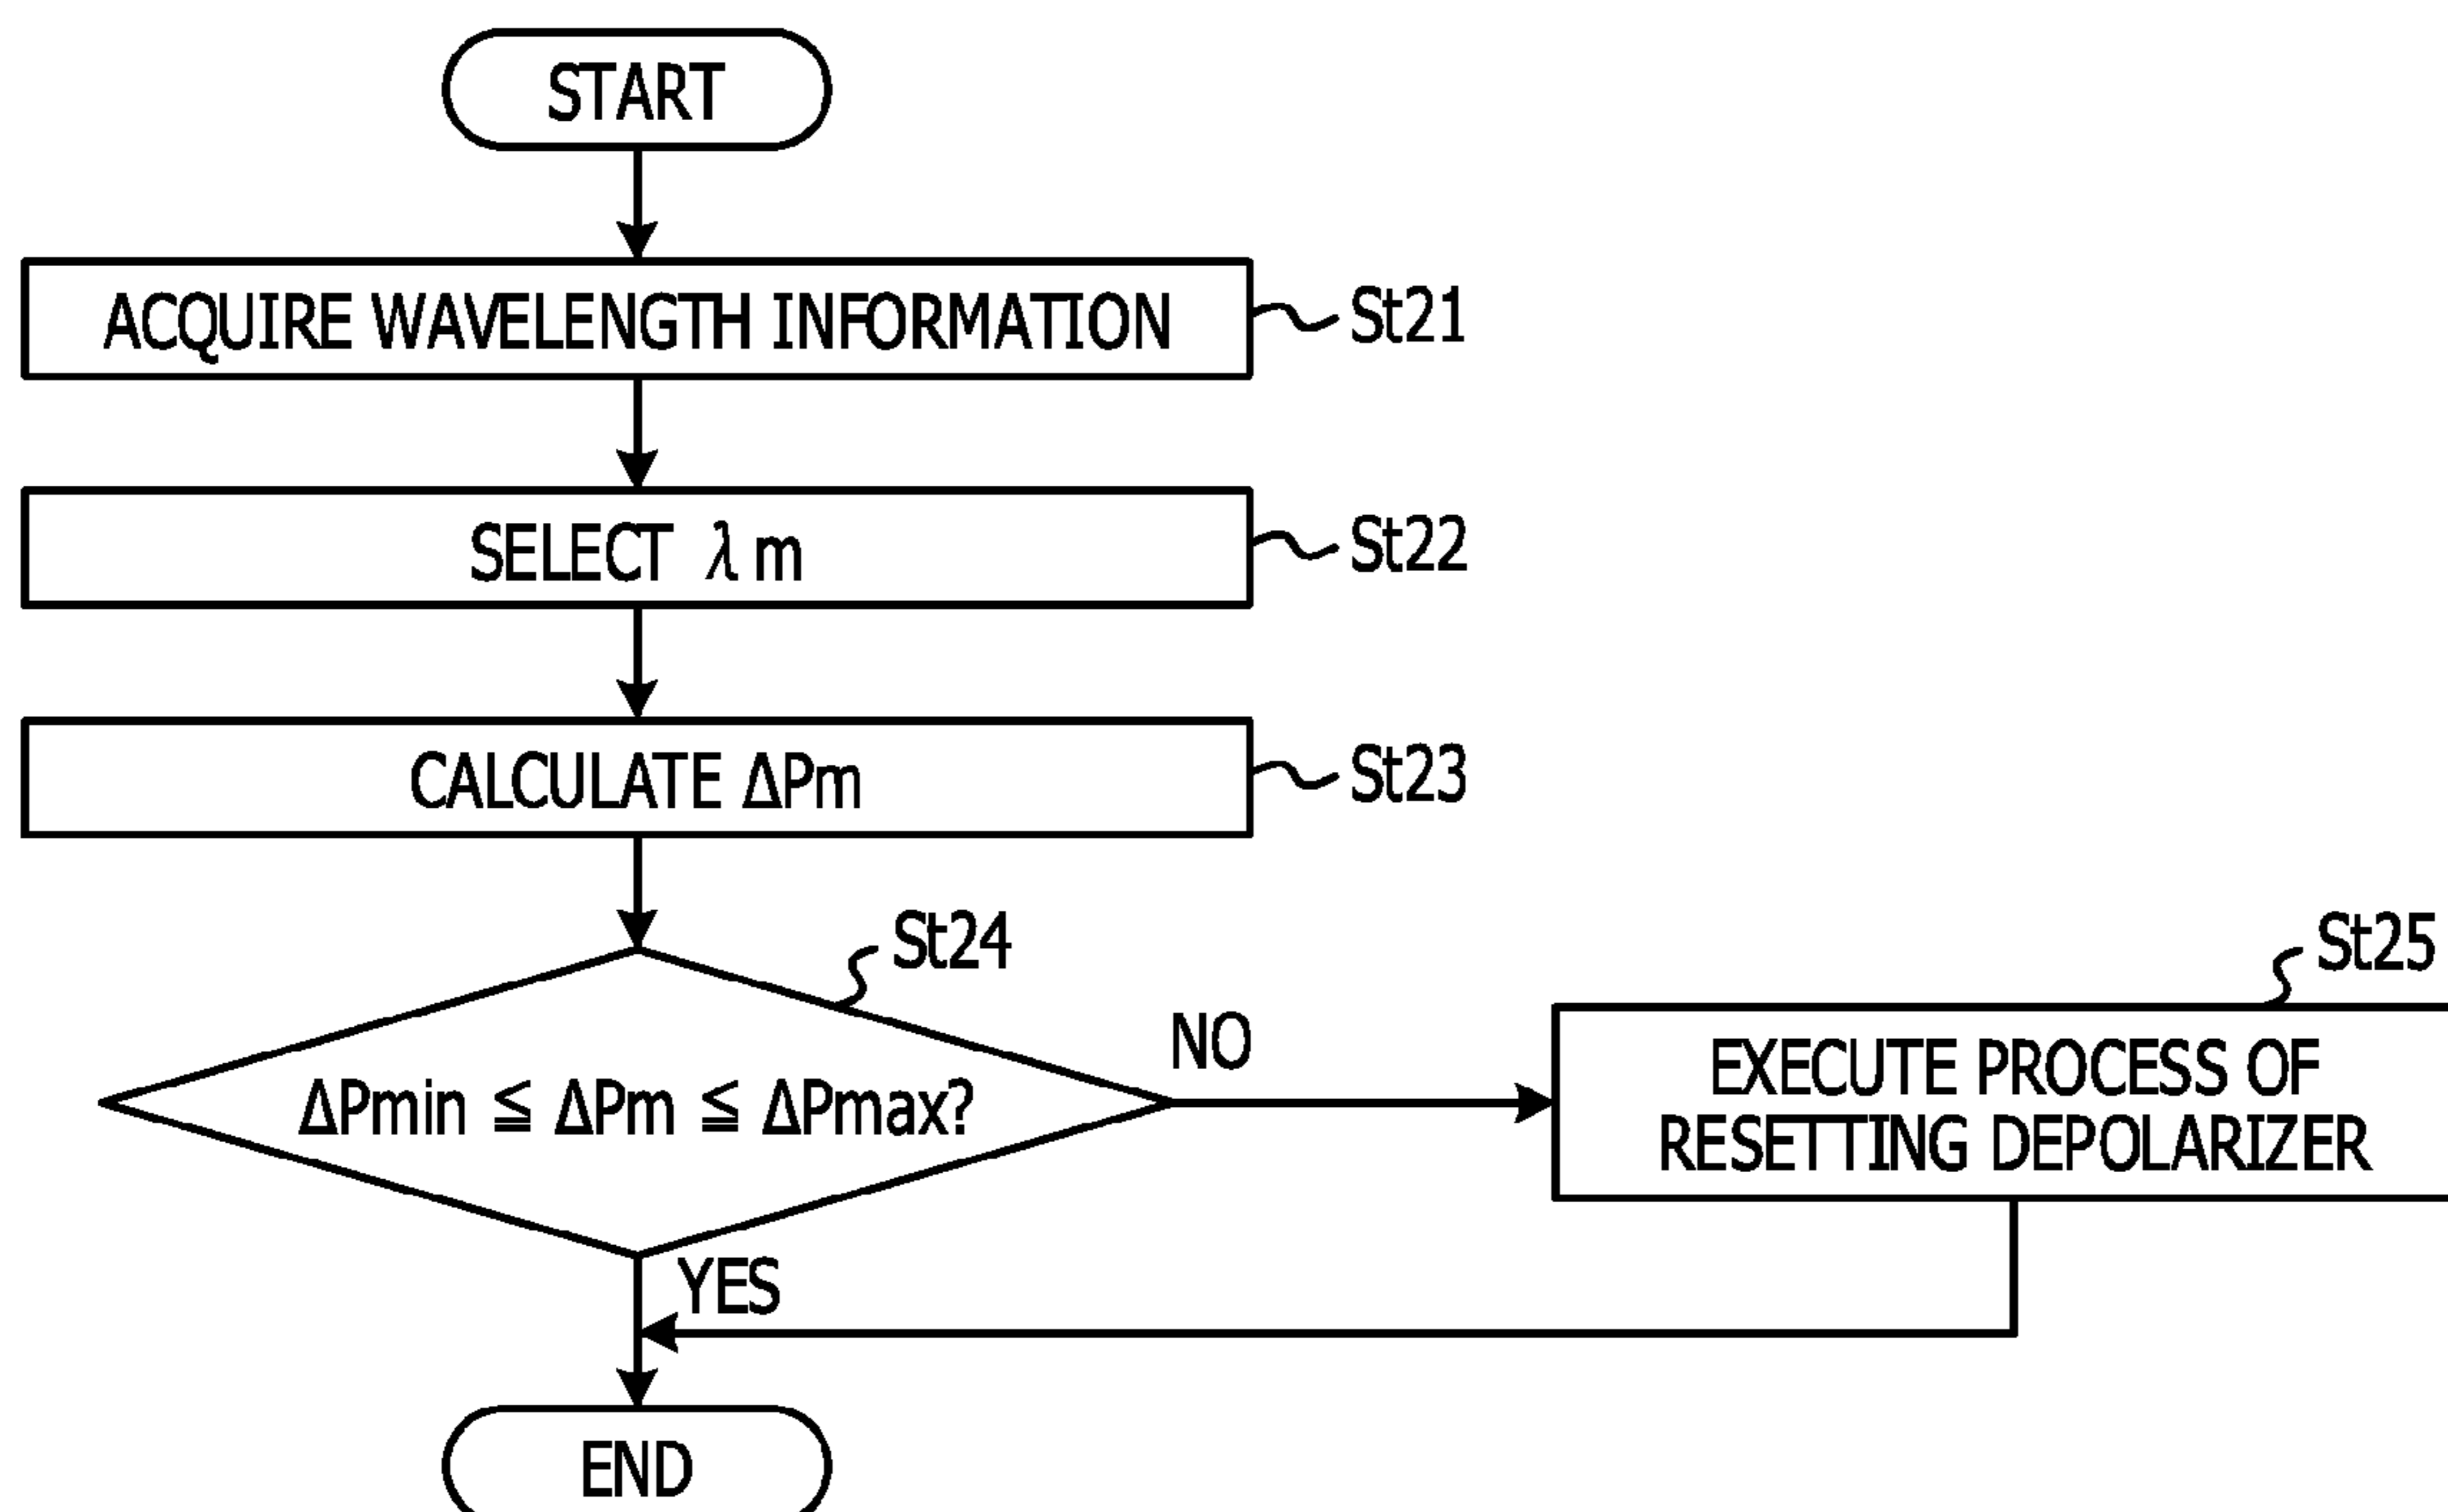 START
ACQUIRE WAVELENGTH INFORMATION
St21
SELECT λm
St22
CALCULATE ΔPm
St23
St24
ΔPmin ≦ ΔPm ≦ ΔPmax?
NO
St25
EXECUTE PROCESS OF
RESETTING DEPOLARIZER
YES
END